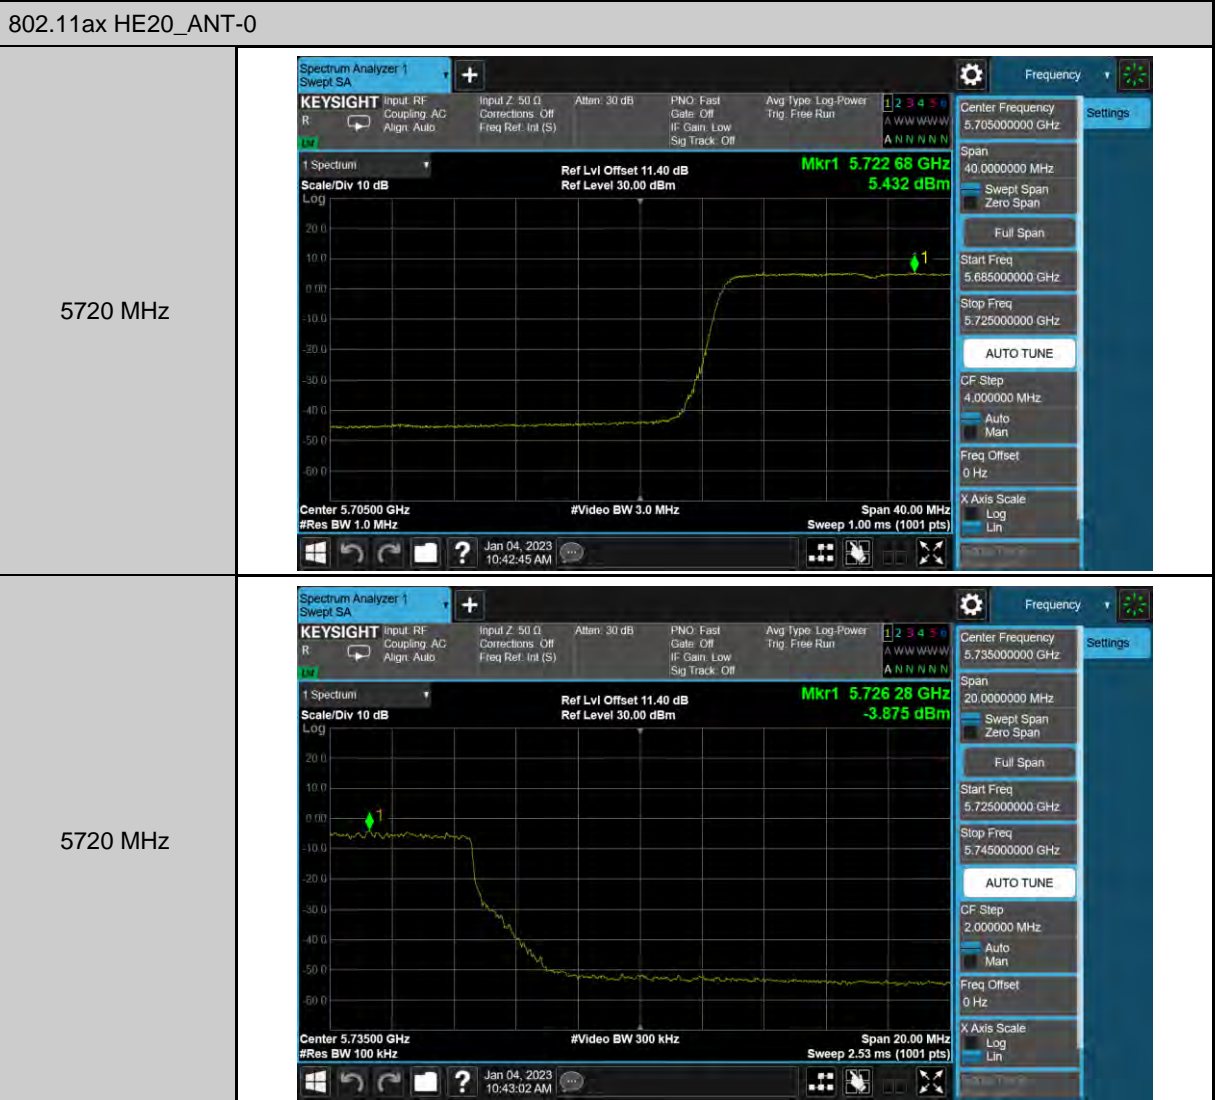 802.11ax HE20_ANT-0
5720 MHz
Spectrum Analyzer 1
Swept SA
Frequency
KEYSIGHT
R
Input: RF
Coupling: AC
Align: Auto
Input Z: 50 Ω
Corrections: Off
Freq Ref: Int (S)
Atten: 30 dB
PNO: Fast
Gate: Off
IF Gain: Low
Sig Track: Off
Avg Type: Log-Power
Trig: Free Run
1 2 3 4 5 6
A W W W W W
A N N N N N
Center Frequency
5.705000000 GHz
Settings
Span
40.0000000 MHz
Swept Span
Zero Span
Full Span
Start Freq
5.685000000 GHz
Stop Freq
5.725000000 GHz
AUTO TUNE
CF Step
4.000000 MHz
Auto
Man
Freq Offset
0 Hz
X Axis Scale
Log
Lin
1 Spectrum
Scale/Div 10 dB
Log
Ref Lvl Offset 11.40 dB
Ref Level 30.00 dBm
Mkr1 5.722 68 GHz
5.432 dBm
20.0
10.0
0.00
-10.0
-20.0
-30.0
-40.0
-50.0
-60.0
1
Center 5.70500 GHz
#Res BW 1.0 MHz
#Video BW 3.0 MHz
Span 40.00 MHz
Sweep 1.00 ms (1001 pts)
Jan 04, 2023
10:42:45 AM
5720 MHz
Spectrum Analyzer 1
Swept SA
Frequency
KEYSIGHT
R
Input: RF
Coupling: AC
Align: Auto
Input Z: 50 Ω
Corrections: Off
Freq Ref: Int (S)
Atten: 30 dB
PNO: Fast
Gate: Off
IF Gain: Low
Sig Track: Off
Avg Type: Log-Power
Trig: Free Run
1 2 3 4 5 6
A W W W W W
A N N N N N
Center Frequency
5.735000000 GHz
Settings
Span
20.0000000 MHz
Swept Span
Zero Span
Full Span
Start Freq
5.725000000 GHz
Stop Freq
5.745000000 GHz
AUTO TUNE
CF Step
2.000000 MHz
Auto
Man
Freq Offset
0 Hz
X Axis Scale
Log
Lin
1 Spectrum
Scale/Div 10 dB
Log
Ref Lvl Offset 11.40 dB
Ref Level 30.00 dBm
Mkr1 5.726 28 GHz
-3.875 dBm
20.0
10.0
0.00
-10.0
-20.0
-30.0
-40.0
-50.0
-60.0
1
Center 5.73500 GHz
#Res BW 100 kHz
#Video BW 300 kHz
Span 20.00 MHz
Sweep 2.53 ms (1001 pts)
Jan 04, 2023
10:43:02 AM